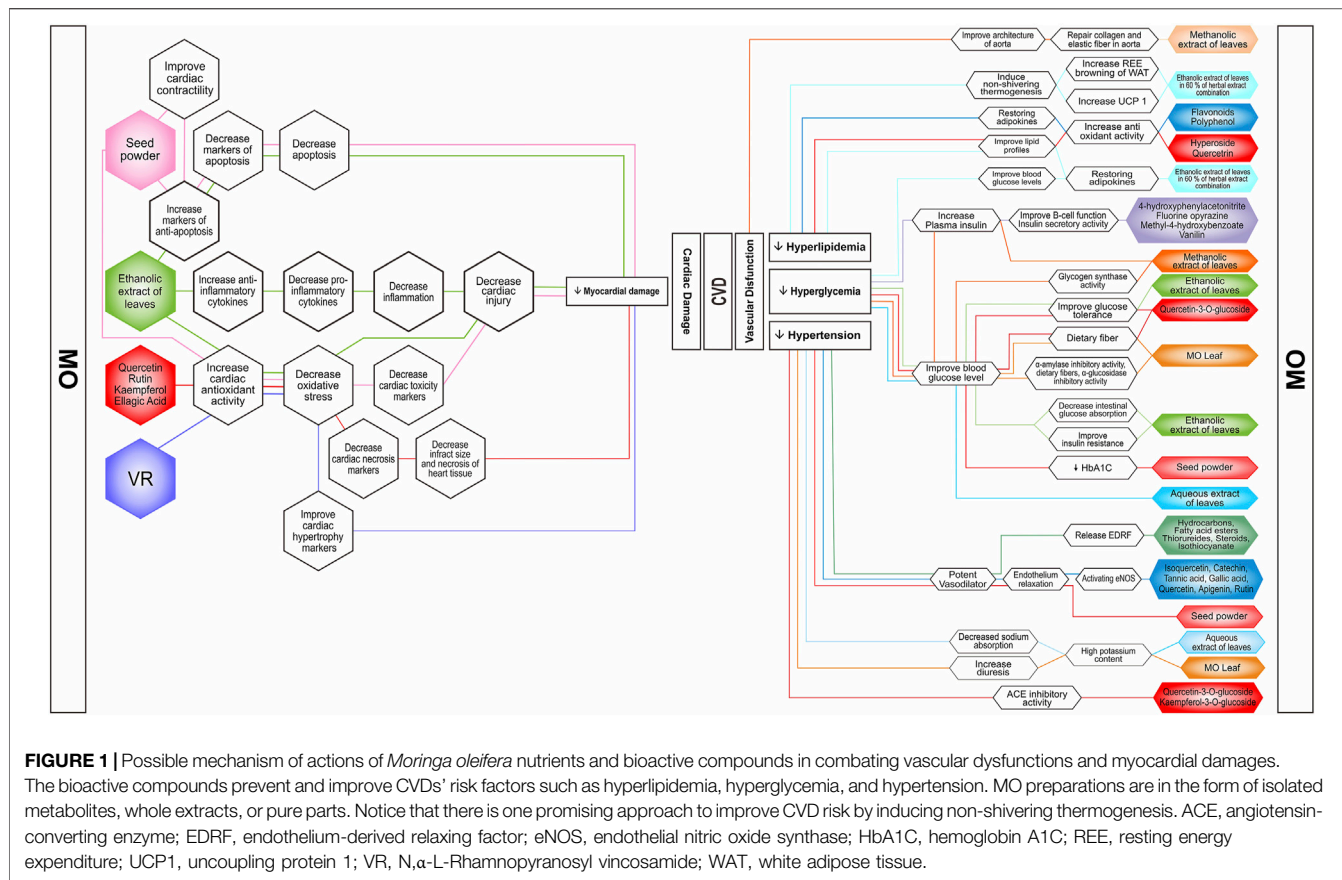 MO
Improve
cardiac
contractility
Seed
powder
Decrease
markers of
apoptosis
Decrease
apoptosis
Increase
markers of
anti-apoptosis
Ethanolic
extract of
leaves
Increase anti-
inflammatory
cytokines
Decrease pro-
inflammatory
cytokines
Decrease
inflammation
Decrease
cardiac
injury
Quercetin
Rutin
Kaempferol
Ellagic Acid
Increase
cardiac
antioxidant
activity
Decrease
oxidative
stress
Decrease
cardiac toxicity
markers
VR
Decrease
cardiac necrosis
markers
Decrease
infract size
and necrosis of
heart tissue
Improve
cardiac
hypertrophy
markers
↓ Myocardial damage
Cardiac Damage
CVD
Vascular Disfunction
↓ Hyperlipidemia
↓ Hyperglycemia
↓ Hypertension
Improve architecture
of aorta
Repair collagen and
elastic fiber in aorta
Methanolic
extract of leaves
Induce
non-shivering
thermogenesis
Increase REE
browning of WAT
Increase UCP 1
Ethanolic extract of leaves
in 60 % of herbal extract
combination
Restoring
adipokines
Improve lipid
profiles
Increase anti
oxidant activity
Flavonoids
Polyphenol
Hyperoside
Quercetrin
Improve blood
glucose levels
Restoring
adipokines
Ethanolic extract of leaves
in 60 % of herbal extract
combination
Increase
Plasma insulin
Improve B-cell function
Insulin secretory activity
4-hydroxyphenylacetonitrite
Fluorine opyrazine
Methyl-4-hydroxybenzoate
Vanilin
Glycogen synthase
activity
Methanolic
extract of leaves
Improve glucose
tolerance
Ethanolic
extract of leaves
Dietary fiber
Quercetin-3-O-glucoside
Improve blood
glucose level
α-amylase inhibitory activity,
dietary fibers, α-glucosidase
inhibitory activity
MO Leaf
Decrease intestinal
glucose absorption
Improve
insulin resistance
Ethanolic
extract of leaves
↓ HbA1C
Seed powder
Aqueous extract
of leaves
Release EDRF
Hydrocarbons,
Fatty acid esters
Thiorureides, Steroids,
Isothiocyanate
Potent
Vasodilator
Endothelium
relaxation
Activating eNOS
Isoquercetin, Catechin,
Tannic acid, Gallic acid,
Quercetin, Apigenin, Rutin
Seed powder
Decreased sodium
absorption
Increase
diuresis
High potassium
content
Aqueous
extract of leaves
MO Leaf
ACE inhibitory
activity
Quercetin-3-O-glucoside
Kaempferol-3-O-glucoside
MO
FIGURE 1 | Possible mechanism of actions of Moringa oleifera nutrients and bioactive compounds in combating vascular dysfunctions and myocardial damages.
The bioactive compounds prevent and improve CVDs' risk factors such as hyperlipidemia, hyperglycemia, and hypertension. MO preparations are in the form of isolated
metabolites, whole extracts, or pure parts. Notice that there is one promising approach to improve CVD risk by inducing non-shivering thermogenesis. ACE, angiotensin-
converting enzyme; EDRF, endothelium-derived relaxing factor; eNOS, endothelial nitric oxide synthase; HbA1C, hemoglobin A1C; REE, resting energy
expenditure; UCP1, uncoupling protein 1; VR, N,α-L-Rhamnopyranosyl vincosamide; WAT, white adipose tissue.